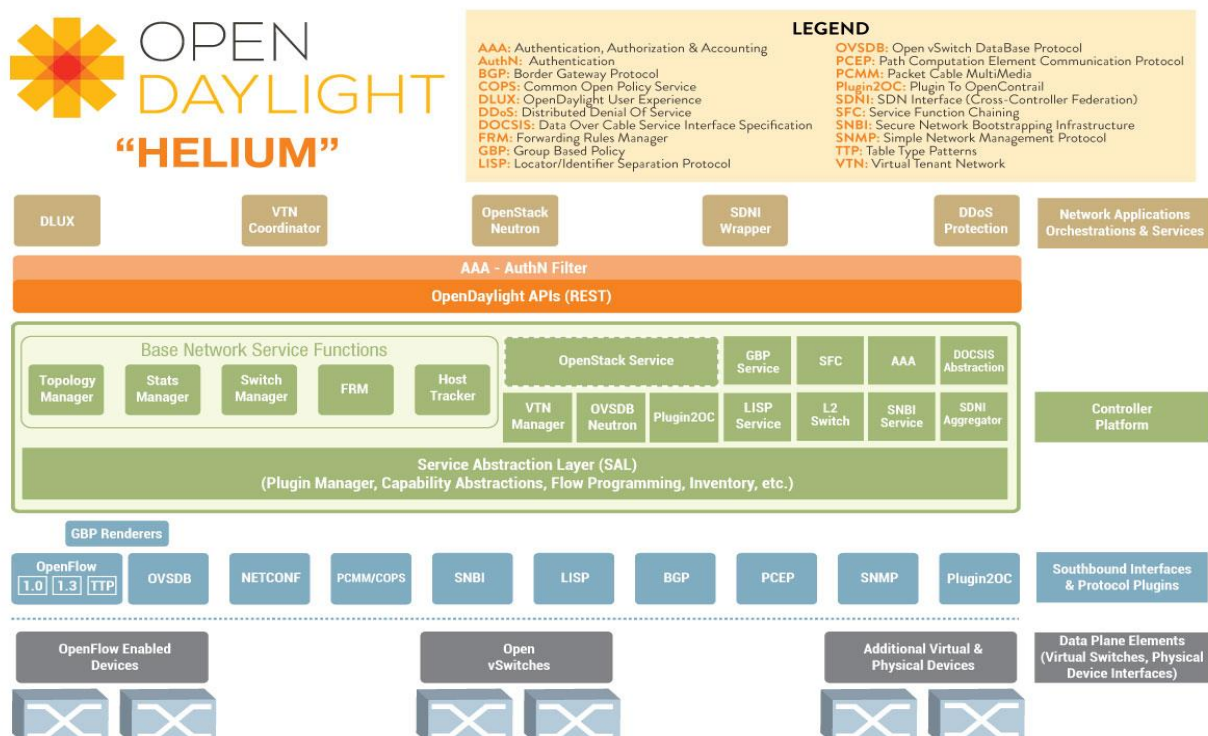 OPEN
DAYLIGHT
“HELIUM”
LEGEND
AAA: Authentication, Authorization & Accounting
AuthN: Authentication
BGP: Border Gateway Protocol
COPS: Common Open Policy Service
DLUX: OpenDaylight User Experience
DDoS: Distributed Denial Of Service
DOCSIS: Data Over Cable Service Interface Specification
FRM: Forwarding Rules Manager
GBP: Group Based Policy
LISP: Locator/Identifier Separation Protocol
OVSDB: Open vSwitch DataBase Protocol
PCEP: Path Computation Element Communication Protocol
PCMM: Packet Cable MultiMedia
Plugin2OC: Plugin To OpenContrail
SDNI: SDN Interface (Cross-Controller Federation)
SFC: Service Function Chaining
SNBI: Secure Network Bootstrapping Infrastructure
SNMP: Simple Network Management Protocol
TTP: Table Type Patterns
VTN: Virtual Tenant Network
DLUX
VTN
Coordinator
OpenStack
Neutron
SDNI
Wrapper
DDoS
Protection
Network Applications
Orchestrations & Services
AAA - AuthN Filter
OpenDaylight APIs (REST)
Base Network Service Functions
Topology
Manager
Stats
Manager
Switch
Manager
FRM
Host
Tracker
OpenStack Service
GBP
Service
SFC
AAA
DOCSIS
Abstraction
VTN
Manager
OVSDB
Neutron
Plugin2OC
LISP
Service
L2
Switch
SNBI
Service
SDNI
Aggregator
Controller
Platform
Service Abstraction Layer (SAL)
(Plugin Manager, Capability Abstractions, Flow Programming, Inventory, etc.)
GBP Renderers
OpenFlow
1.0 1.3 TTP
OVSDB
NETCONF
PCMM/COPS
SNBI
LISP
BGP
PCEP
SNMP
Plugin2OC
Southbound Interfaces
& Protocol Plugins
OpenFlow Enabled
Devices
Open
vSwitches
Additional Virtual &
Physical Devices
Data Plane Elements
(Virtual Switches, Physical
Device Interfaces)